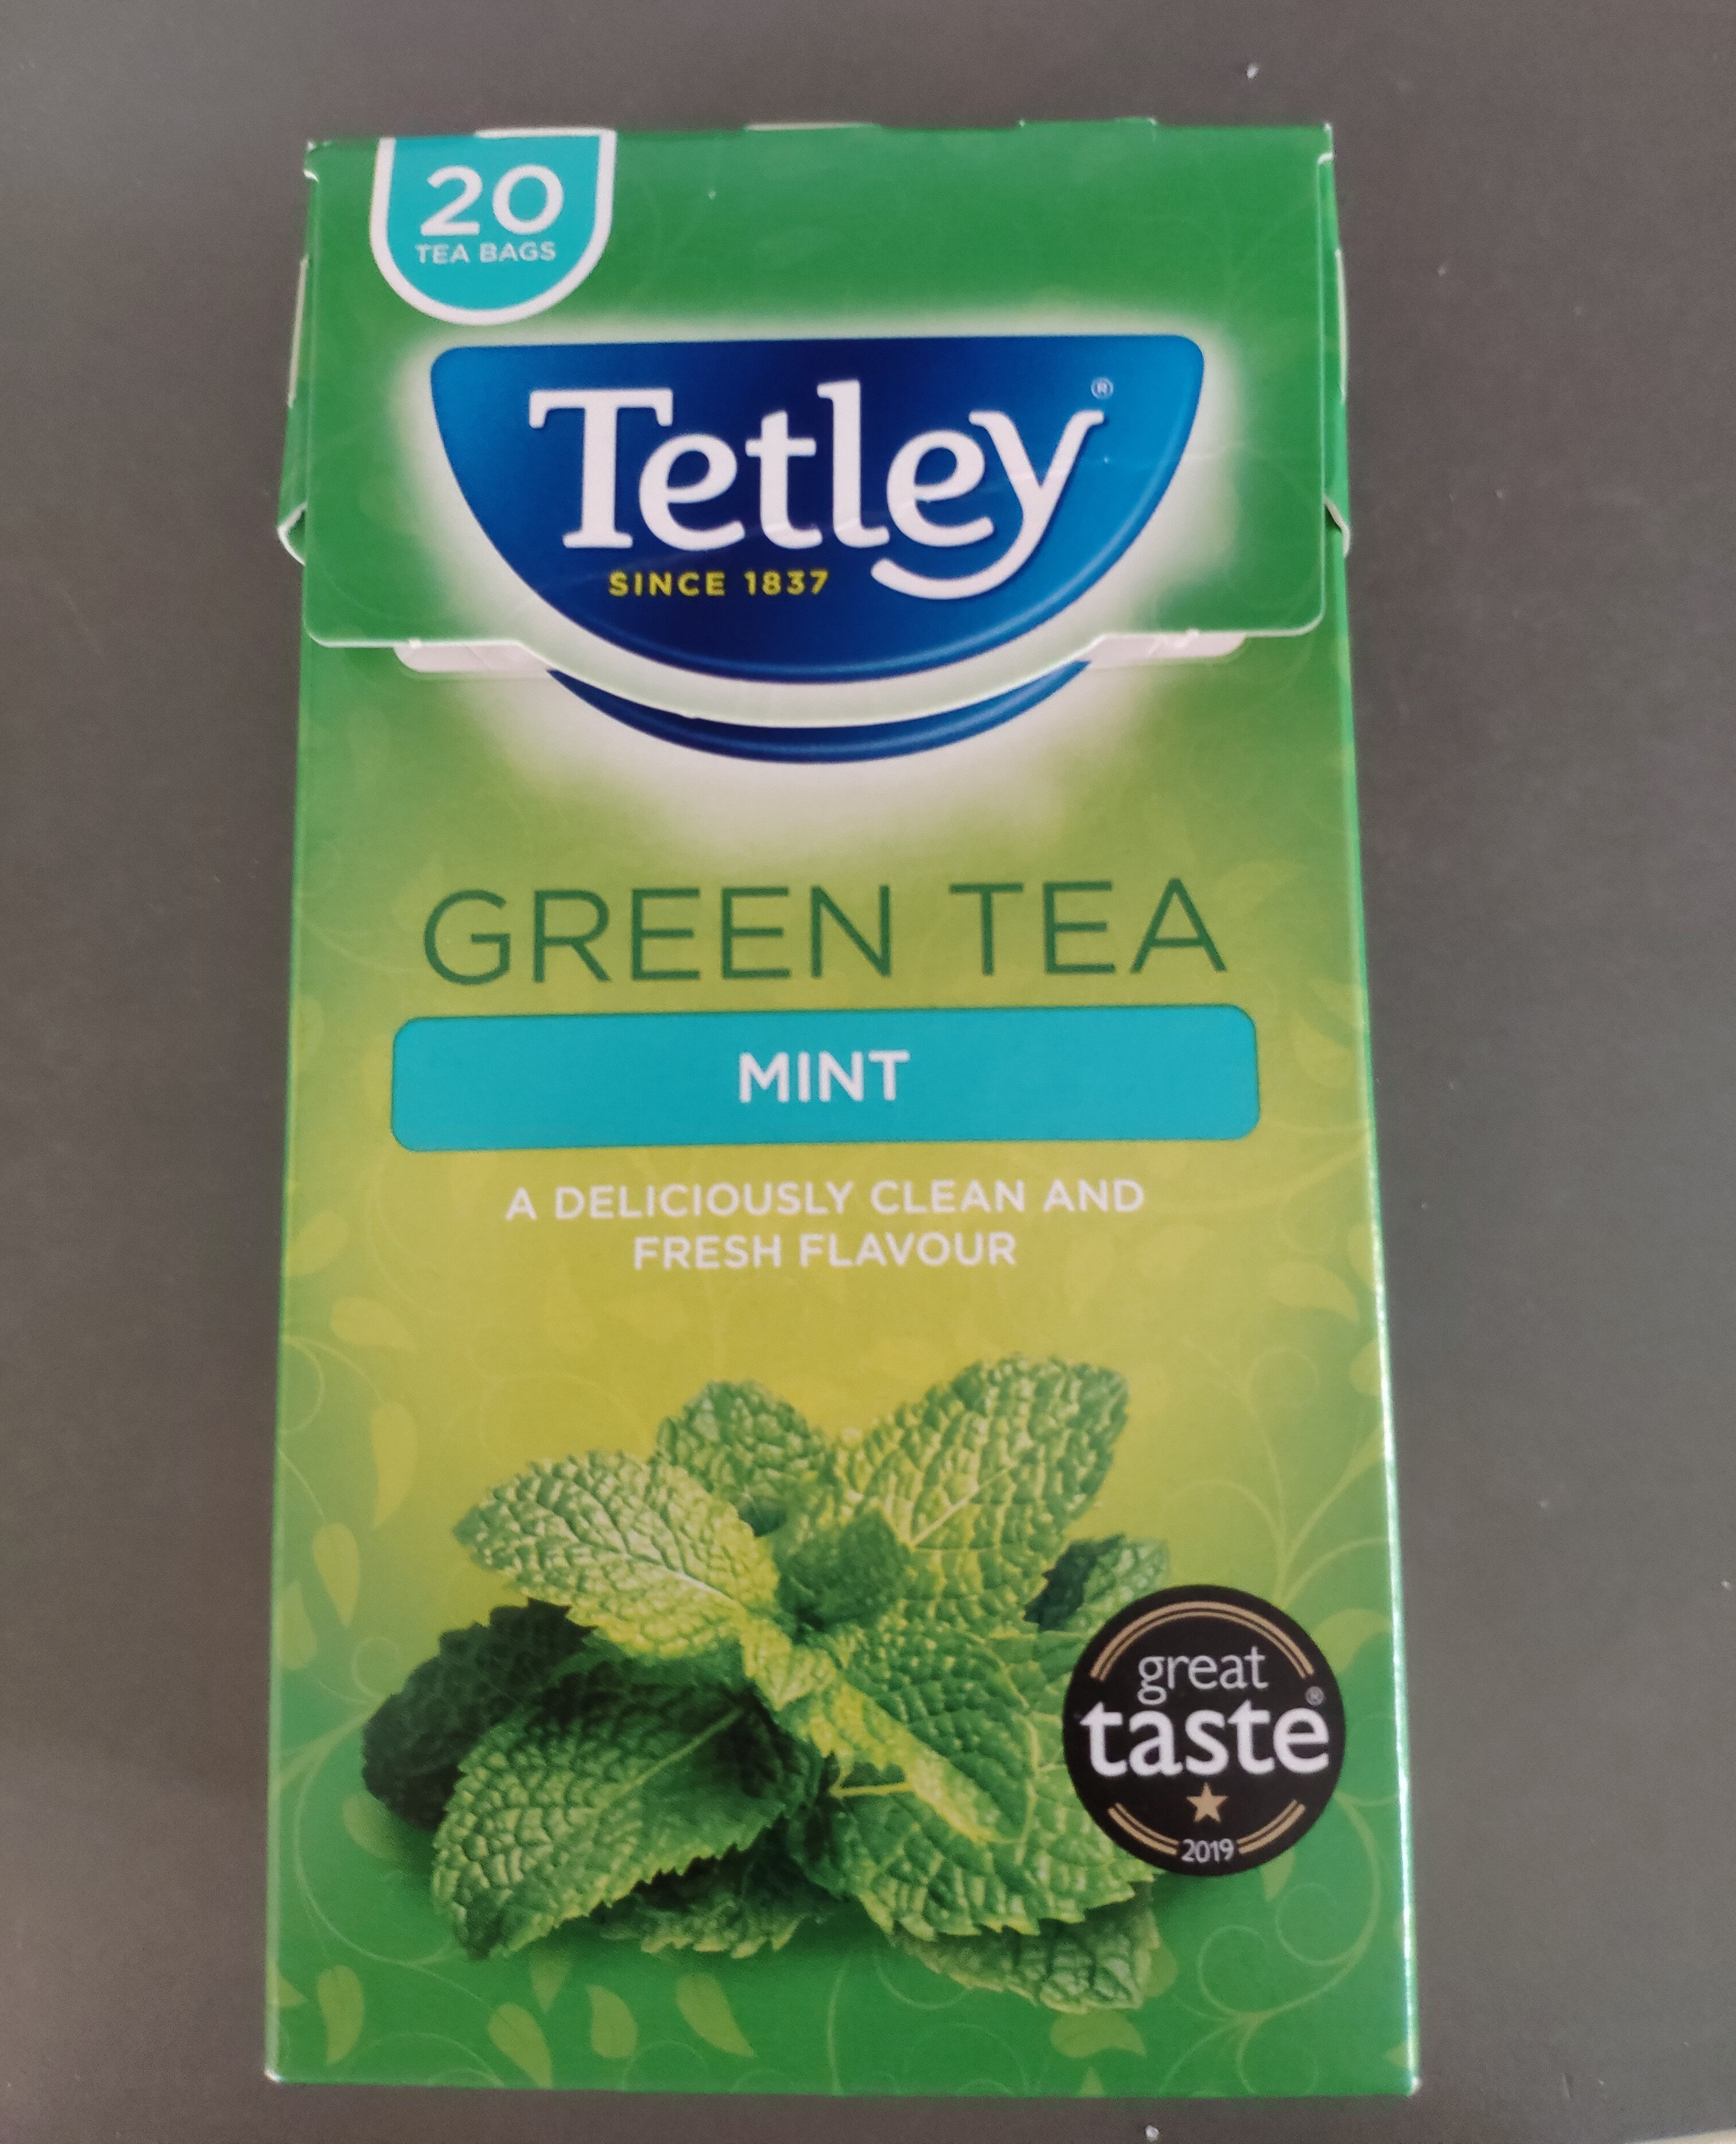 20
TEA BAGS
Tetley®
SINCE 1837
GREEN TEA
MINT
A DELICIOUSLY CLEAN AND
FRESH FLAVOUR
great
taste®
2019